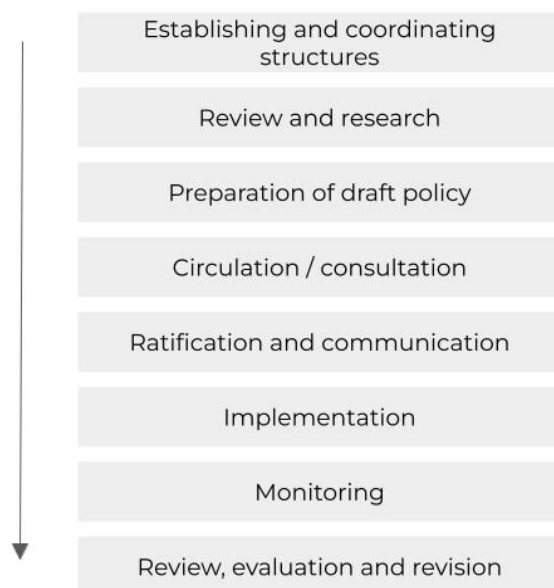 Establishing and coordinating
structures
Review and research
Preparation of draft policy
Circulation / consultation
Ratification and communication
Implementation
Monitoring
Review, evaluation and revision